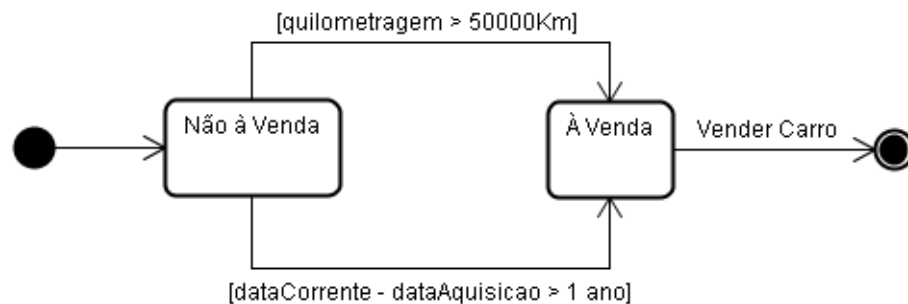 [quilometragem > 50000Km]
Não à Venda
À Venda
Vender Carro
[dataCorrente - dataAquisicao > 1 ano]